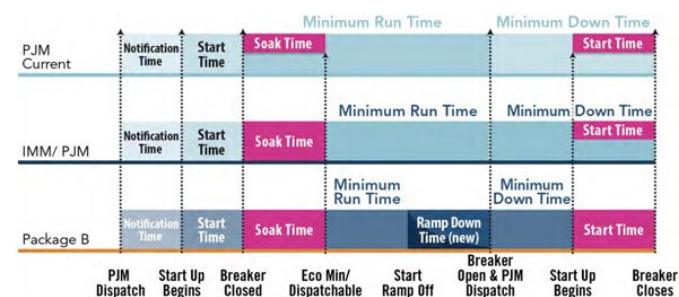 Minimum Run Time Minimum Down Time
PJM Current Notification Time Start Time Soak Time Start Time
Minimum Run Time Minimum Down Time
IMM/ PJM Notification Time Start Time Soak Time Start Time
Minimum Run Time Minimum Down Time
Package B Notification Time Start Time Soak Time Ramp Down Time (new) Start Time
PJM Dispatch Start Up Begins Breaker Closed Eco Min/ Dispatchable Start Ramp Off Breaker Open & PJM Dispatch Start Up Begins Breaker Closes